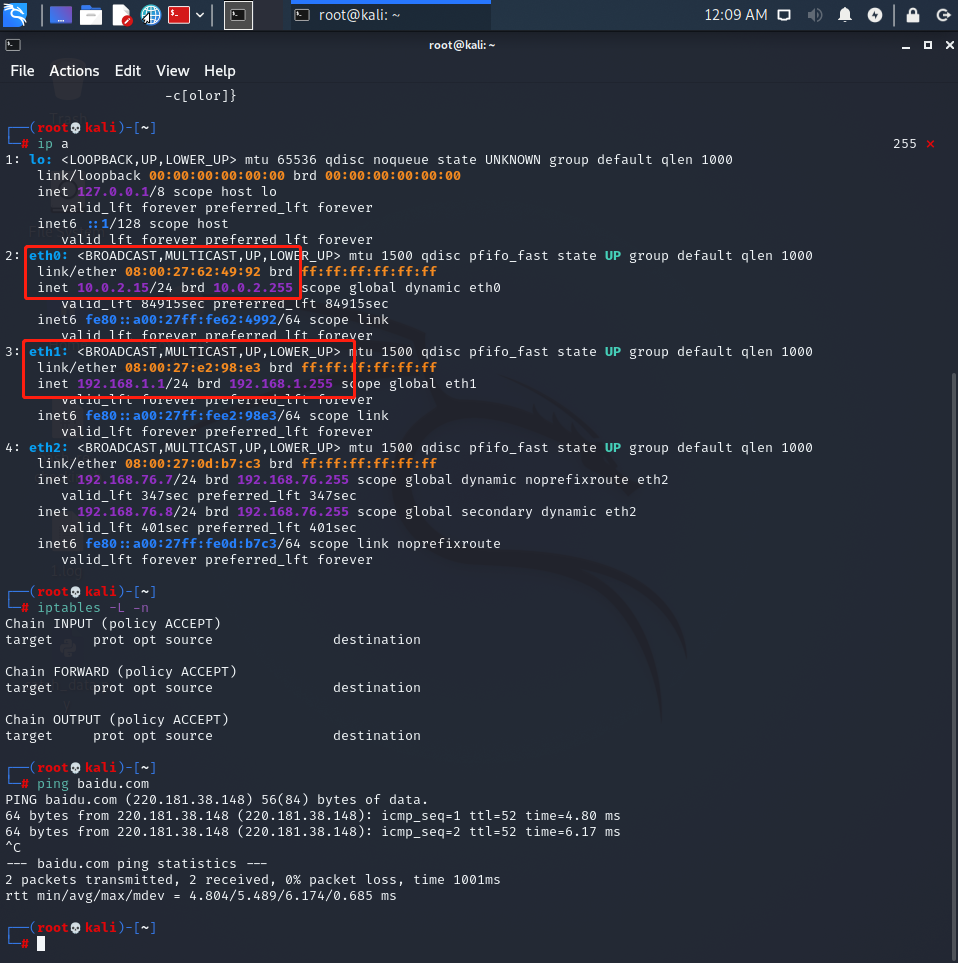 root@kali: ~
12:09 AM
root@kali: ~
File Actions Edit View Help
-c[olor]}
┌──(root💀kali)-[~]
└─# ip a
255 ⨯
1: lo: <LOOPBACK,UP,LOWER_UP> mtu 65536 qdisc noqueue state UNKNOWN group default qlen 1000
link/loopback 00:00:00:00:00:00 brd 00:00:00:00:00:00
inet 127.0.0.1/8 scope host lo
valid_lft forever preferred_lft forever
inet6 ::1/128 scope host
valid_lft forever preferred_lft forever
2: eth0: <BROADCAST,MULTICAST,UP,LOWER_UP> mtu 1500 qdisc pfifo_fast state UP group default qlen 1000
link/ether 08:00:27:62:49:92 brd ff:ff:ff:ff:ff:ff
inet 10.0.2.15/24 brd 10.0.2.255 scope global dynamic eth0
valid_lft 84915sec preferred_lft 84915sec
inet6 fe80::a00:27ff:fe62:4992/64 scope link
valid_lft forever preferred_lft forever
3: eth1: <BROADCAST,MULTICAST,UP,LOWER_UP> mtu 1500 qdisc pfifo_fast state UP group default qlen 1000
link/ether 08:00:27:e2:98:e3 brd ff:ff:ff:ff:ff:ff
inet 192.168.1.1/24 brd 192.168.1.255 scope global eth1
valid_lft forever preferred_lft forever
inet6 fe80::a00:27ff:fee2:98e3/64 scope link
valid_lft forever preferred_lft forever
4: eth2: <BROADCAST,MULTICAST,UP,LOWER_UP> mtu 1500 qdisc pfifo_fast state UP group default qlen 1000
link/ether 08:00:27:0d:b7:c3 brd ff:ff:ff:ff:ff:ff
inet 192.168.76.7/24 brd 192.168.76.255 scope global dynamic noprefixroute eth2
valid_lft 347sec preferred_lft 347sec
inet 192.168.76.8/24 brd 192.168.76.255 scope global secondary dynamic eth2
valid_lft 401sec preferred_lft 401sec
inet6 fe80::a00:27ff:fe0d:b7c3/64 scope link noprefixroute
valid_lft forever preferred_lft forever
┌──(root💀kali)-[~]
└─# iptables -L -n
Chain INPUT (policy ACCEPT)
target prot opt source destination
Chain FORWARD (policy ACCEPT)
target prot opt source destination
Chain OUTPUT (policy ACCEPT)
target prot opt source destination
┌──(root💀kali)-[~]
└─# ping baidu.com
PING baidu.com (220.181.38.148) 56(84) bytes of data.
64 bytes from 220.181.38.148 (220.181.38.148): icmp_seq=1 ttl=52 time=4.80 ms
64 bytes from 220.181.38.148 (220.181.38.148): icmp_seq=2 ttl=52 time=6.17 ms
^C
--- baidu.com ping statistics ---
2 packets transmitted, 2 received, 0% packet loss, time 1001ms
rtt min/avg/max/mdev = 4.804/5.489/6.174/0.685 ms
┌──(root💀kali)-[~]
└─#